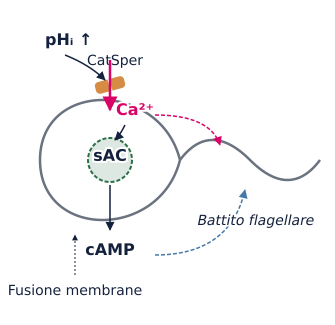 pHᵢ ↑
CatSper
Ca²⁺
sAC
Battito flagellare
cAMP
Fusione membrane